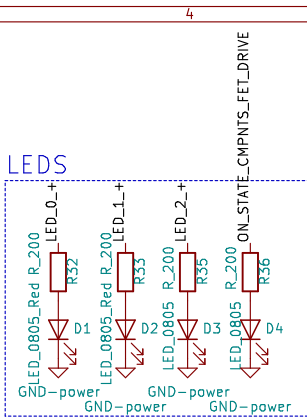 4
LEDS
LED_0_+
LED_1_+
LED_2_+
ON_STATE_CMPNTS_FET_DRIVE
R_200
R32
R_200
R33
R_200
R35
R_200
R36
LED_0805_Red
D1
LED_0805_Red
D2
LED_0805
D3
LED_0805
D4
GND-power
GND-power
GND-power
GND-power